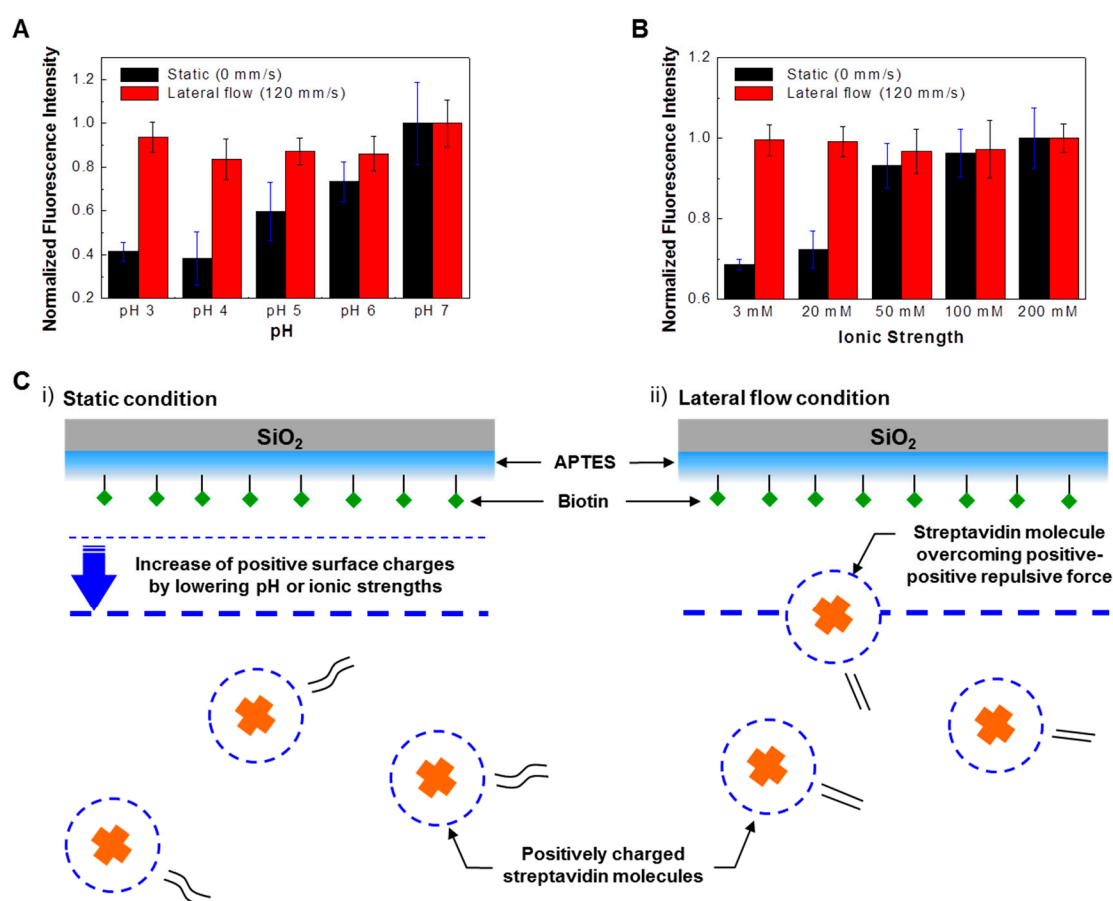 A
Normalized Fluorescence Intensity
1.2
1.0
0.8
0.6
0.4
0.2
Static (0 mm/s)
Lateral flow (120 mm/s)
pH 3 pH 4 pH 5 pH 6 pH 7
pH
B
Normalized Fluorescence Intensity
1.2
1.0
0.8
0.6
Static (0 mm/s)
Lateral flow (120 mm/s)
3 mM 20 mM 50 mM 100 mM 200 mM
Ionic Strength
C
i) Static condition
SiO2
ii) Lateral flow condition
SiO2
APTES
Biotin
Increase of positive surface charges
by lowering pH or ionic strengths
Streptavidin molecule
overcoming positive-
positive repulsive force
Positively charged
streptavidin molecules